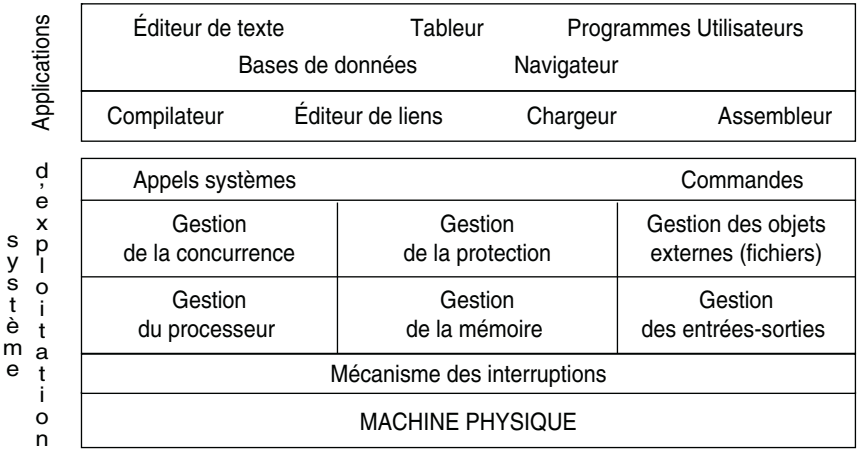 Applications
Éditeur de texte Tableur Programmes Utilisateurs
Bases de données Navigateur
Compilateur Éditeur de liens Chargeur Assembleur
système
d'exploitation
Appels systèmes Commandes
Gestion
de la concurrence
Gestion
de la protection
Gestion des objets
externes (fichiers)
Gestion
du processeur
Gestion
de la mémoire
Gestion
des entrées-sorties
Mécanisme des interruptions
MACHINE PHYSIQUE